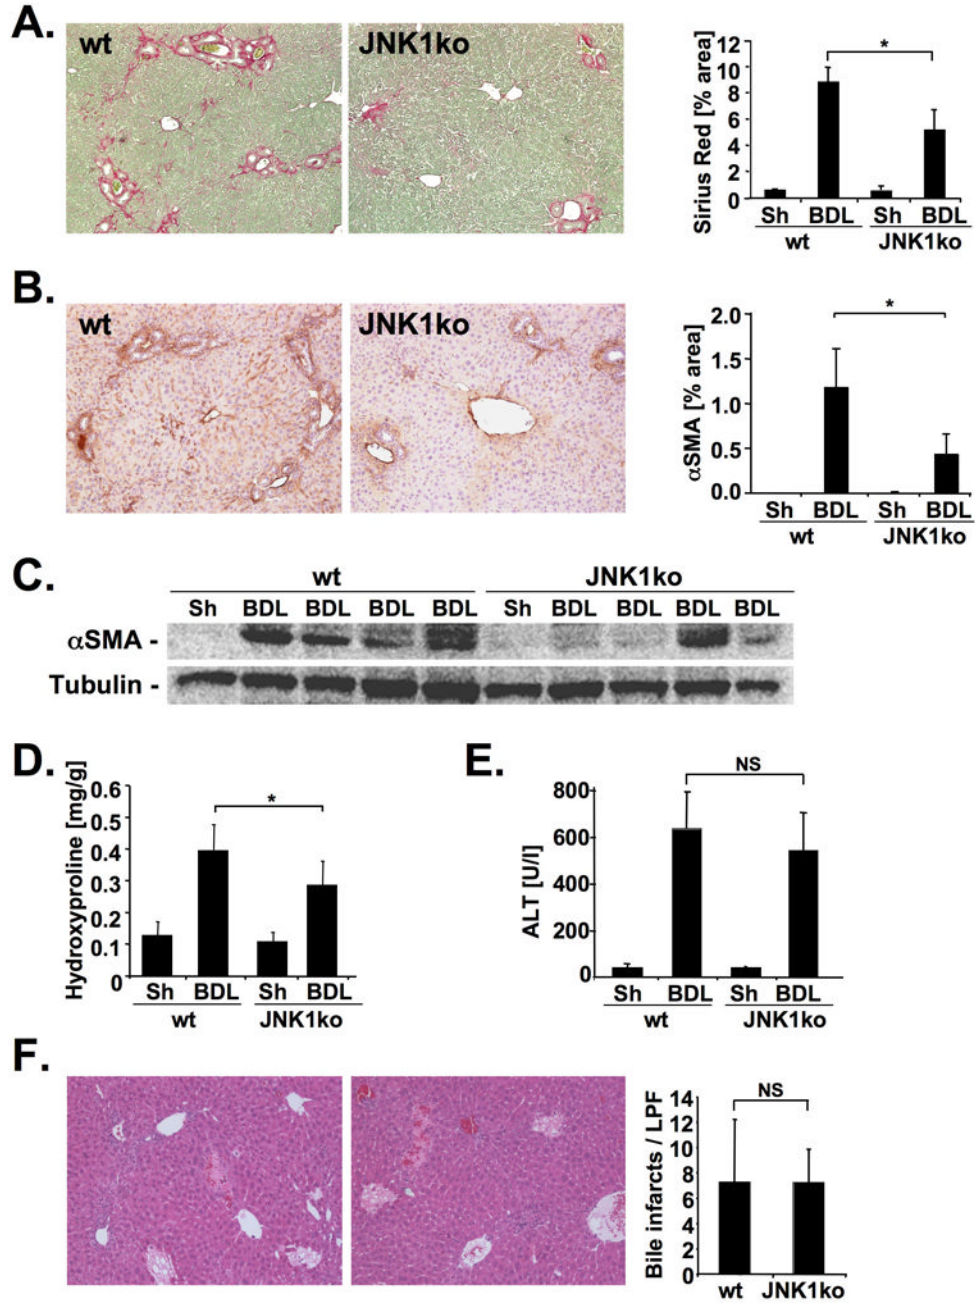 A.
wt
JNK1ko
Sirius Red [% area]
12
10
8
6
4
2
0
*
Sh BDL Sh BDL
wt JNK1ko
B.
wt
JNK1ko
αSMA [% area]
2.0
1.5
1.0
0.5
0.0
*
Sh BDL Sh BDL
wt JNK1ko
C.
wt JNK1ko
Sh BDL BDL BDL BDL Sh BDL BDL BDL BDL
αSMA -
Tubulin -
D.
Hydroxyproline [mg/g]
0.6
0.5
0.4
0.3
0.2
0.1
0
*
Sh BDL Sh BDL
wt JNK1ko
E.
ALT [U/l]
800
600
400
200
0
NS
Sh BDL Sh BDL
wt JNK1ko
F.
Bile infarcts / LPF
14
12
10
8
6
4
2
0
NS
wt JNK1ko